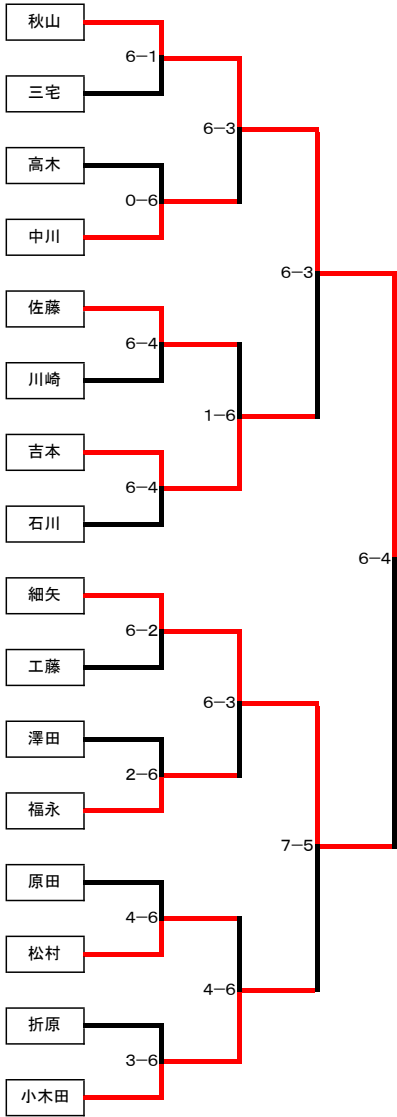 秋山
6－1
三宅
6－3
高木
0－6
中川
6－3
佐藤
6－4
川崎
1－6
吉本
6－4
石川
6－4
細矢
6－2
工藤
6－3
澤田
2－6
福永
7－5
原田
4－6
松村
4－6
折原
3－6
小木田